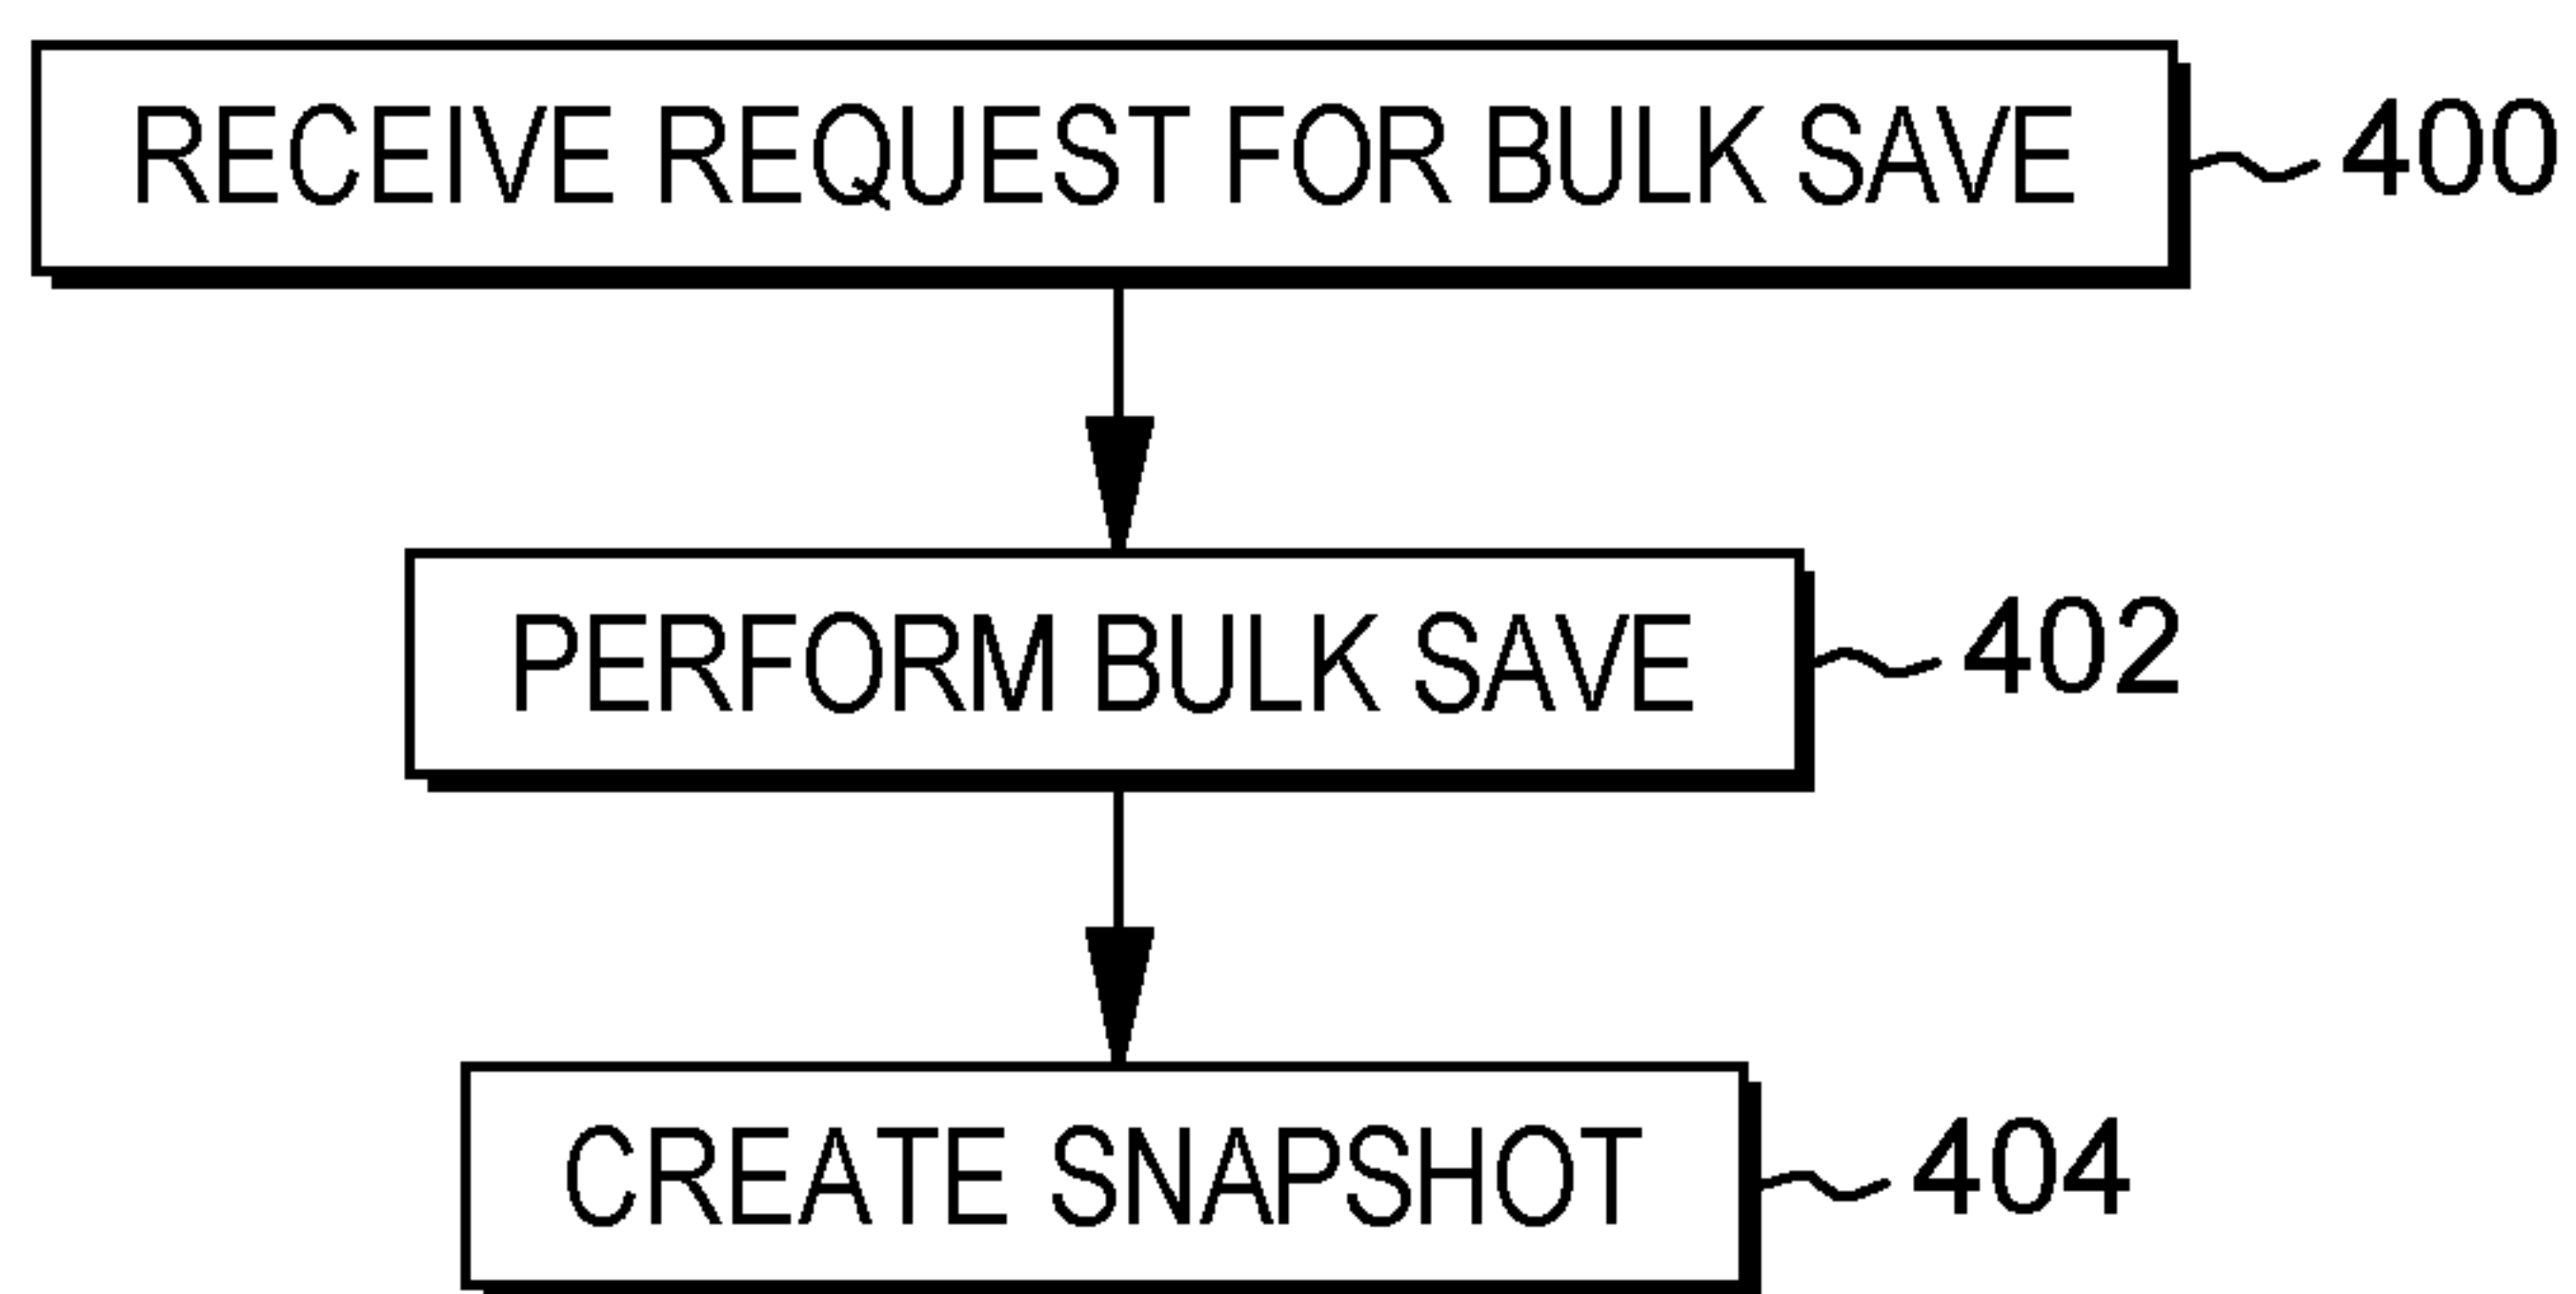 RECEIVE REQUEST FOR BULK SAVE 400
PERFORM BULK SAVE 402
CREATE SNAPSHOT 404